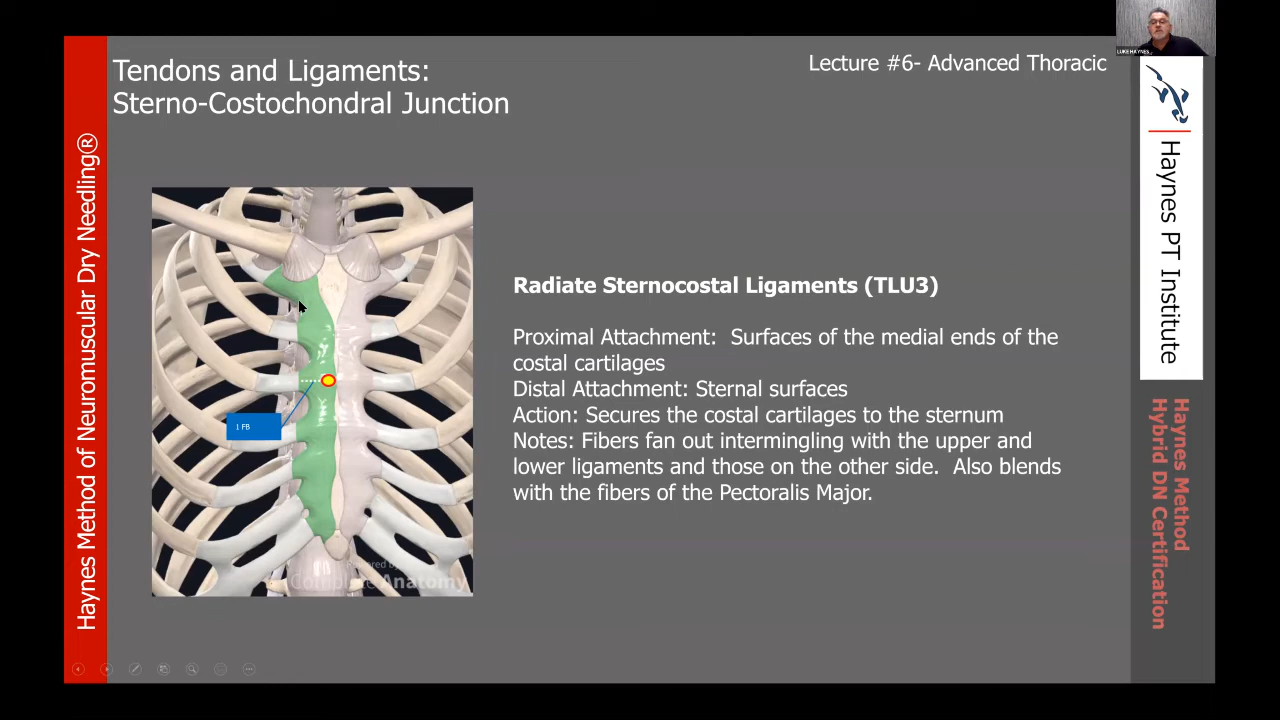 LUKE HAYNES
Tendons and Ligaments:
Sterno-Costochondral Junction
Lecture #6- Advanced Thoracic
Haynes Method of Neuromuscular Dry Needling®
1 FB
Complete Anatomy
Radiate Sternocostal Ligaments (TLU3)
Proximal Attachment:  Surfaces of the medial ends of the
costal cartilages
Distal Attachment: Sternal surfaces
Action: Secures the costal cartilages to the sternum
Notes: Fibers fan out intermingling with the upper and
lower ligaments and those on the other side.  Also blends
with the fibers of the Pectoralis Major.
Haynes PT Institute
Haynes Method
Hybrid DN Certification